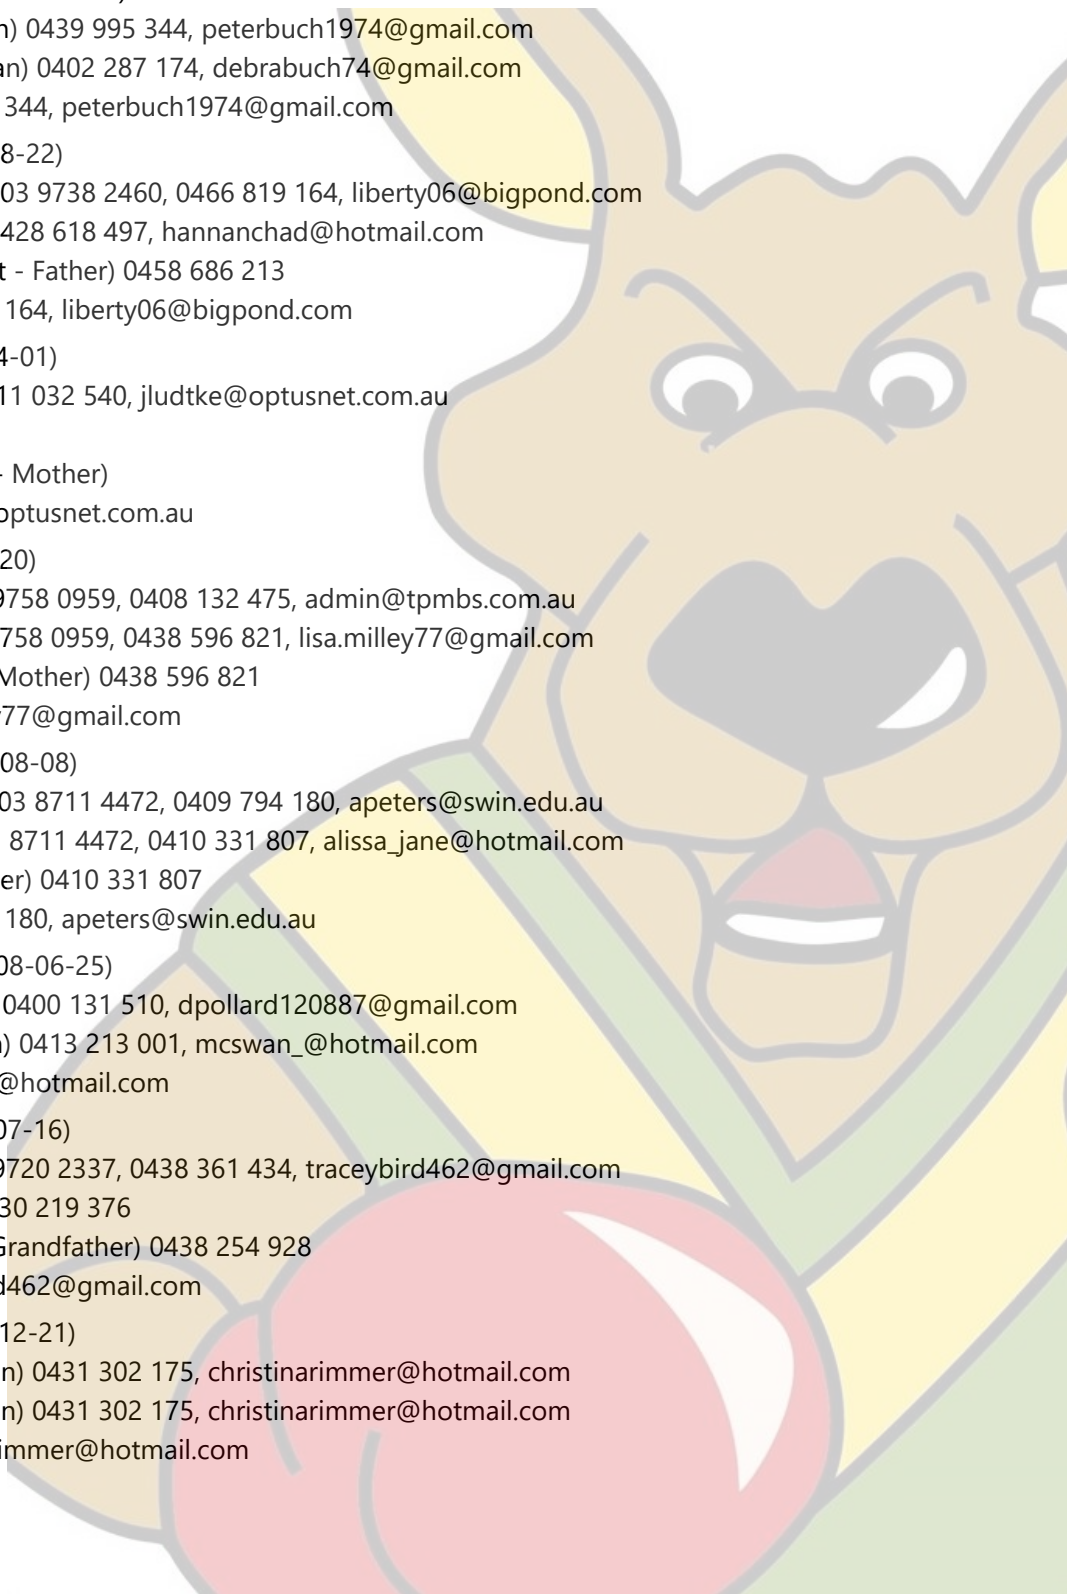 n) 0439 995 344, peterbuch1974@gmail.com
an) 0402 287 174, debrabuch74@gmail.com
344, peterbuch1974@gmail.com
8-22)
03 9738 2460, 0466 819 164, liberty06@bigpond.com
428 618 497, hannanchad@hotmail.com
t - Father) 0458 686 213
164, liberty06@bigpond.com
4-01)
11 032 540, jludtke@optusnet.com.au
- Mother)
optusnet.com.au
20)
9758 0959, 0408 132 475, admin@tpmbs.com.au
758 0959, 0438 596 821, lisa.milley77@gmail.com
Mother) 0438 596 821
y77@gmail.com
08-08)
03 8711 4472, 0409 794 180, apeters@swin.edu.au
8711 4472, 0410 331 807, alissa_jane@hotmail.com
er) 0410 331 807
180, apeters@swin.edu.au
08-06-25)
0400 131 510, dpollard120887@gmail.com
n) 0413 213 001, mcswan_@hotmail.com
@hotmail.com
07-16)
9720 2337, 0438 361 434, traceybird462@gmail.com
30 219 376
Grandfather) 0438 254 928
d462@gmail.com
12-21)
n) 0431 302 175, christinarimmer@hotmail.com
n) 0431 302 175, christinarimmer@hotmail.com
immer@hotmail.com